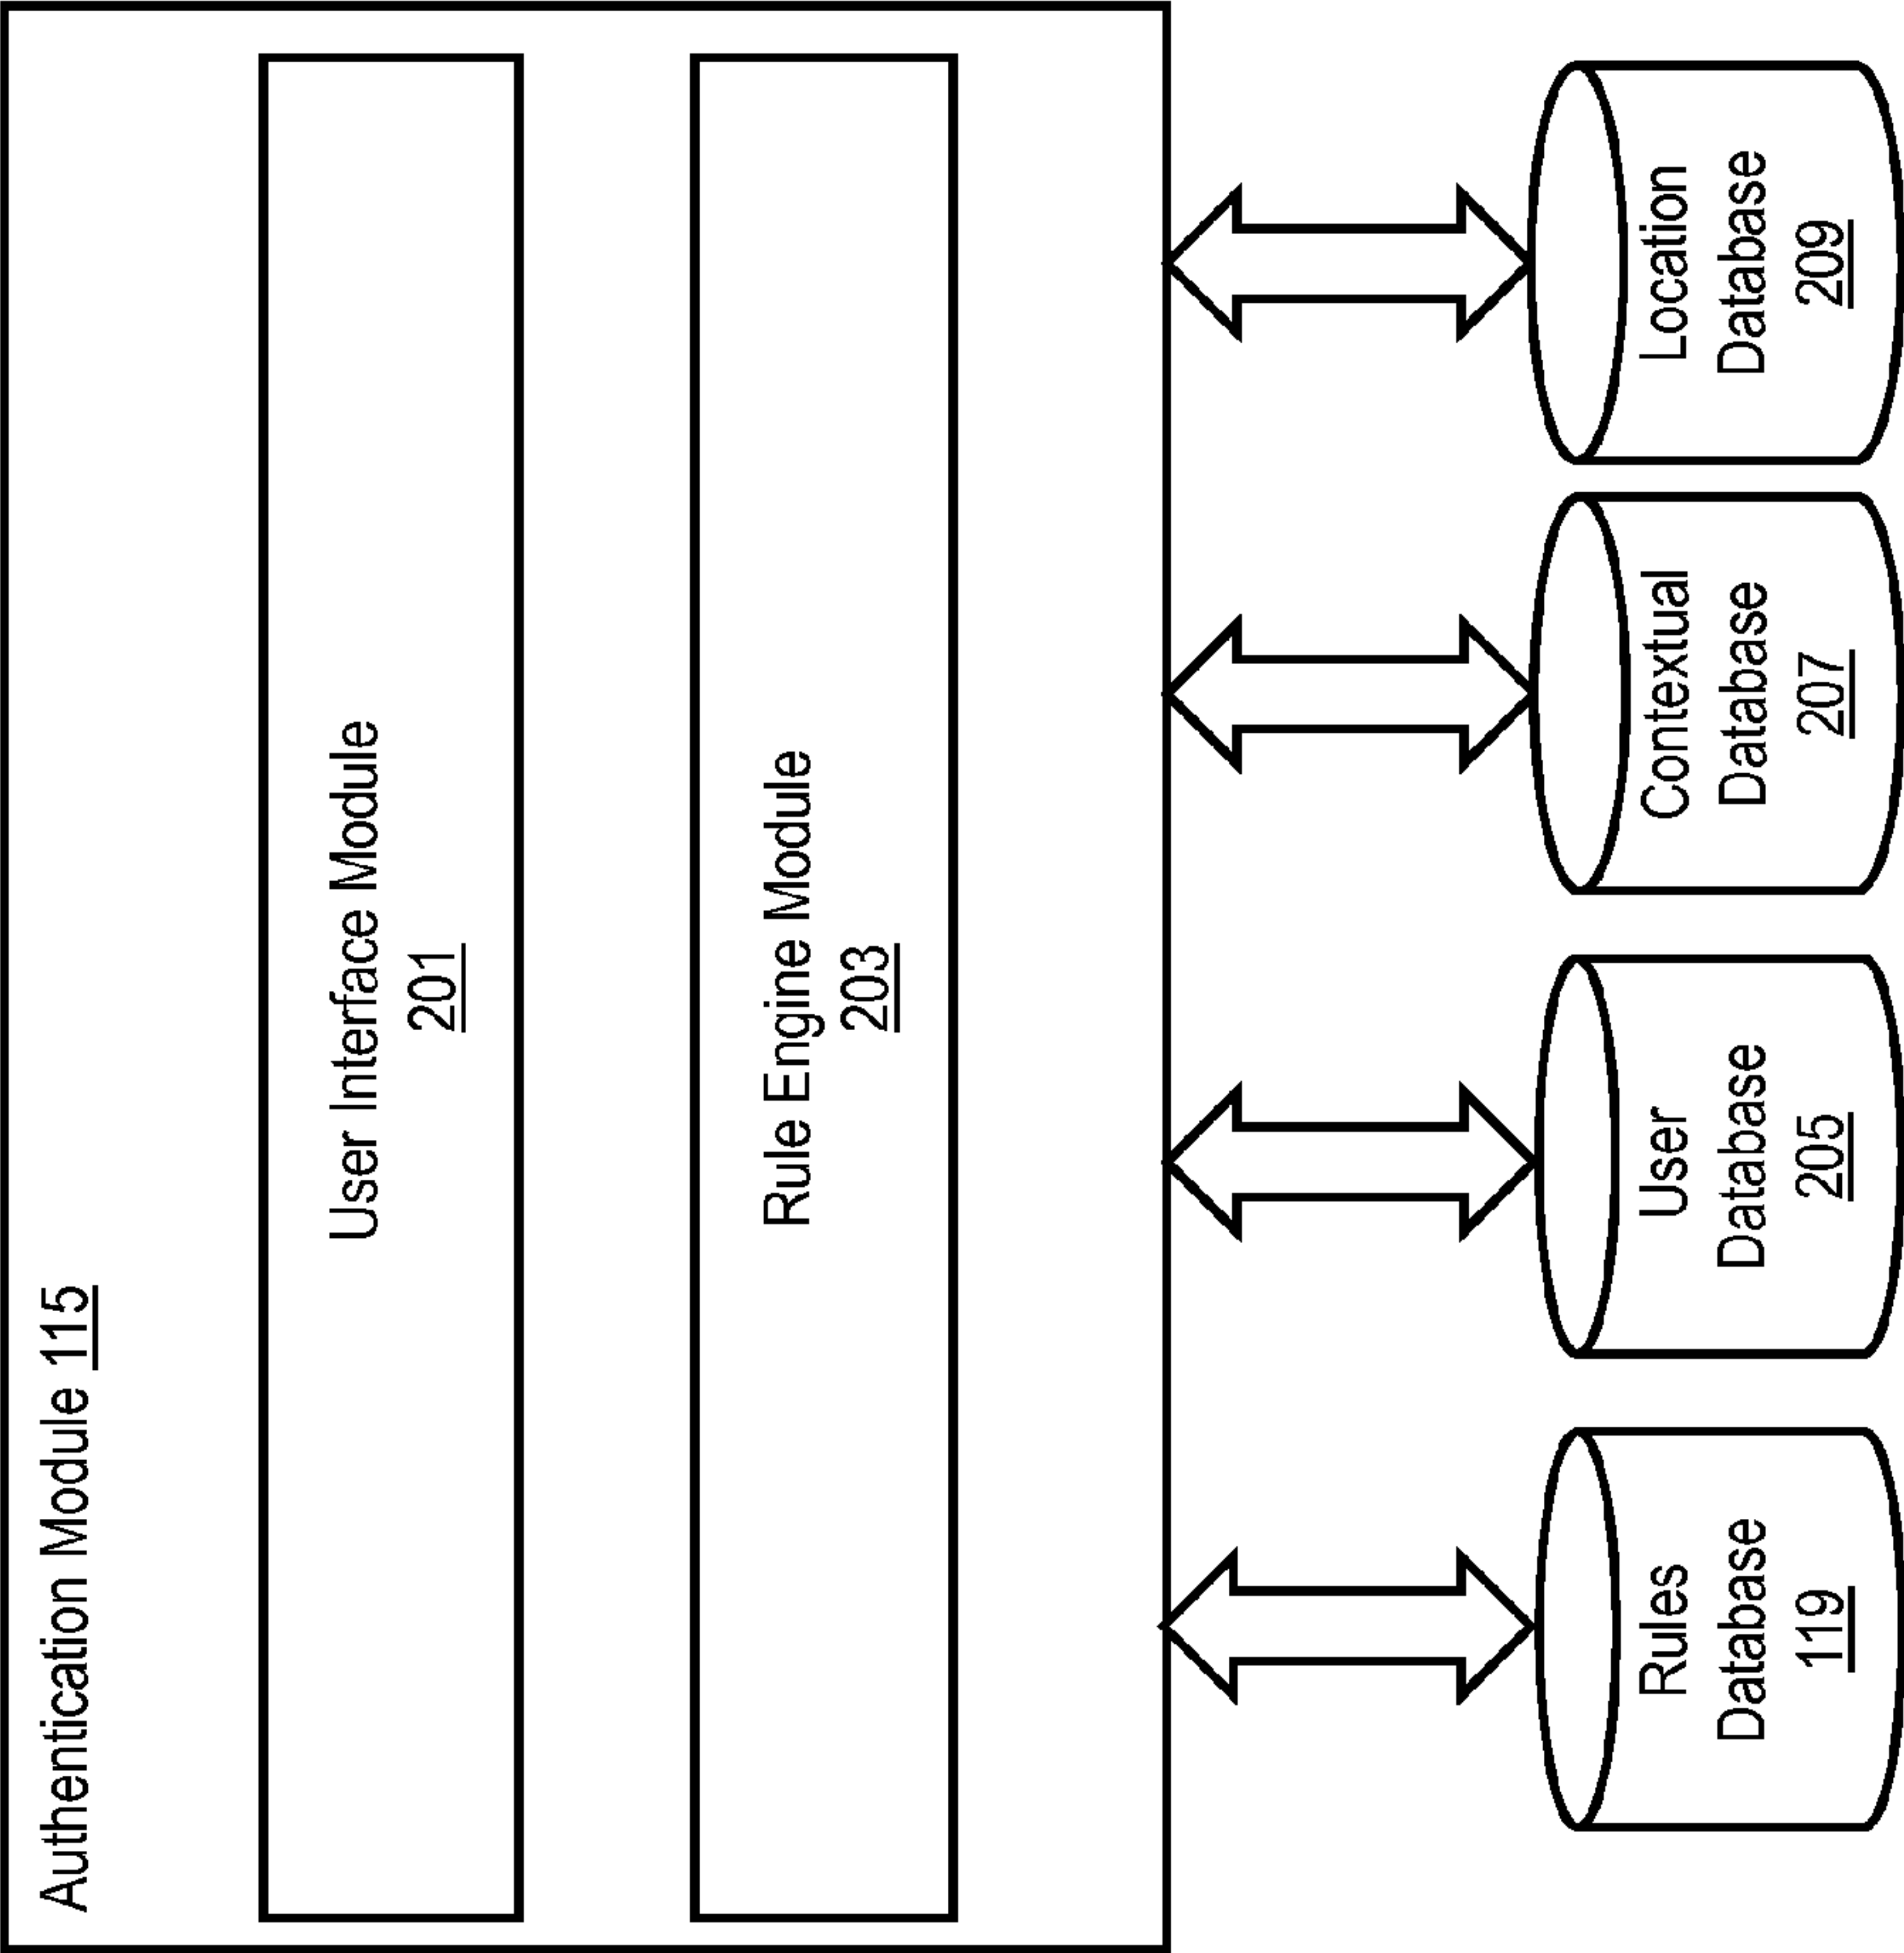 Authentication Module 115
User Interface Module
201
Rule Engine Module
203
Rules
Database
119
User
Database
205
Contextual
Database
207
Location
Database
209